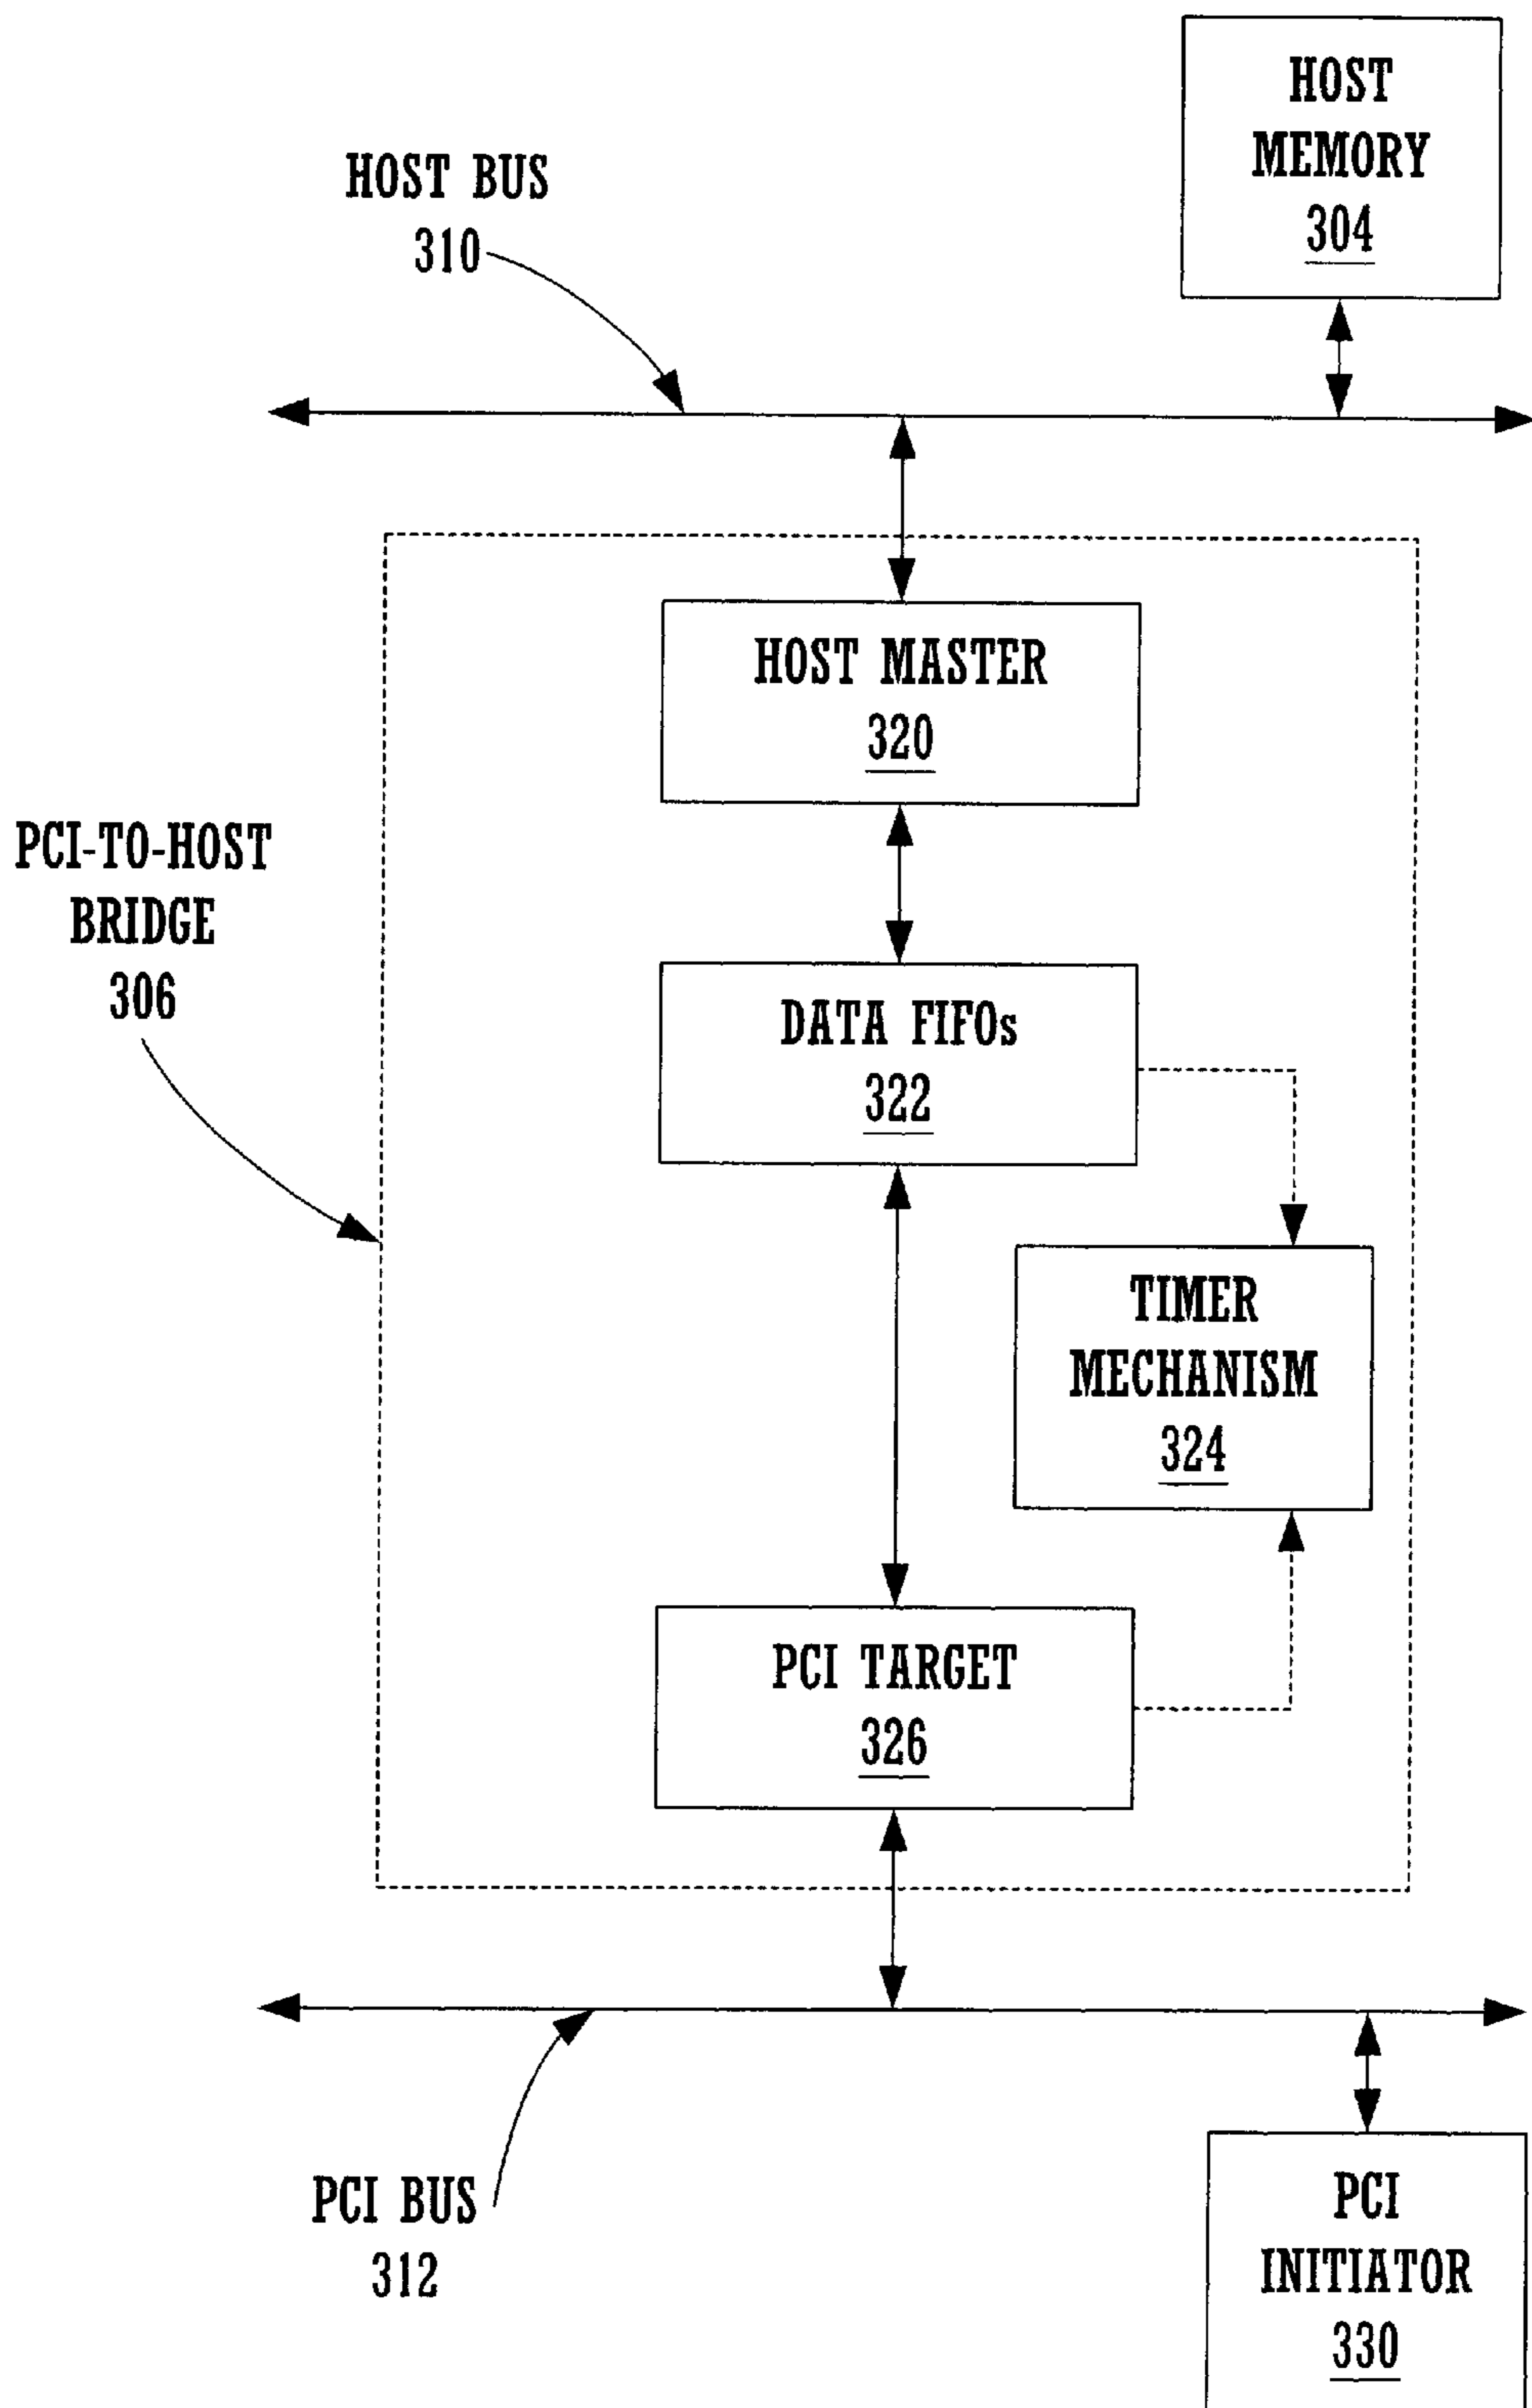 HOST
MEMORY
304
HOST BUS
310
HOST MASTER
320
PCI-TO-HOST
BRIDGE
306
DATA FIFOs
322
TIMER
MECHANISM
324
PCI TARGET
326
PCI BUS
312
PCI
INITIATOR
330